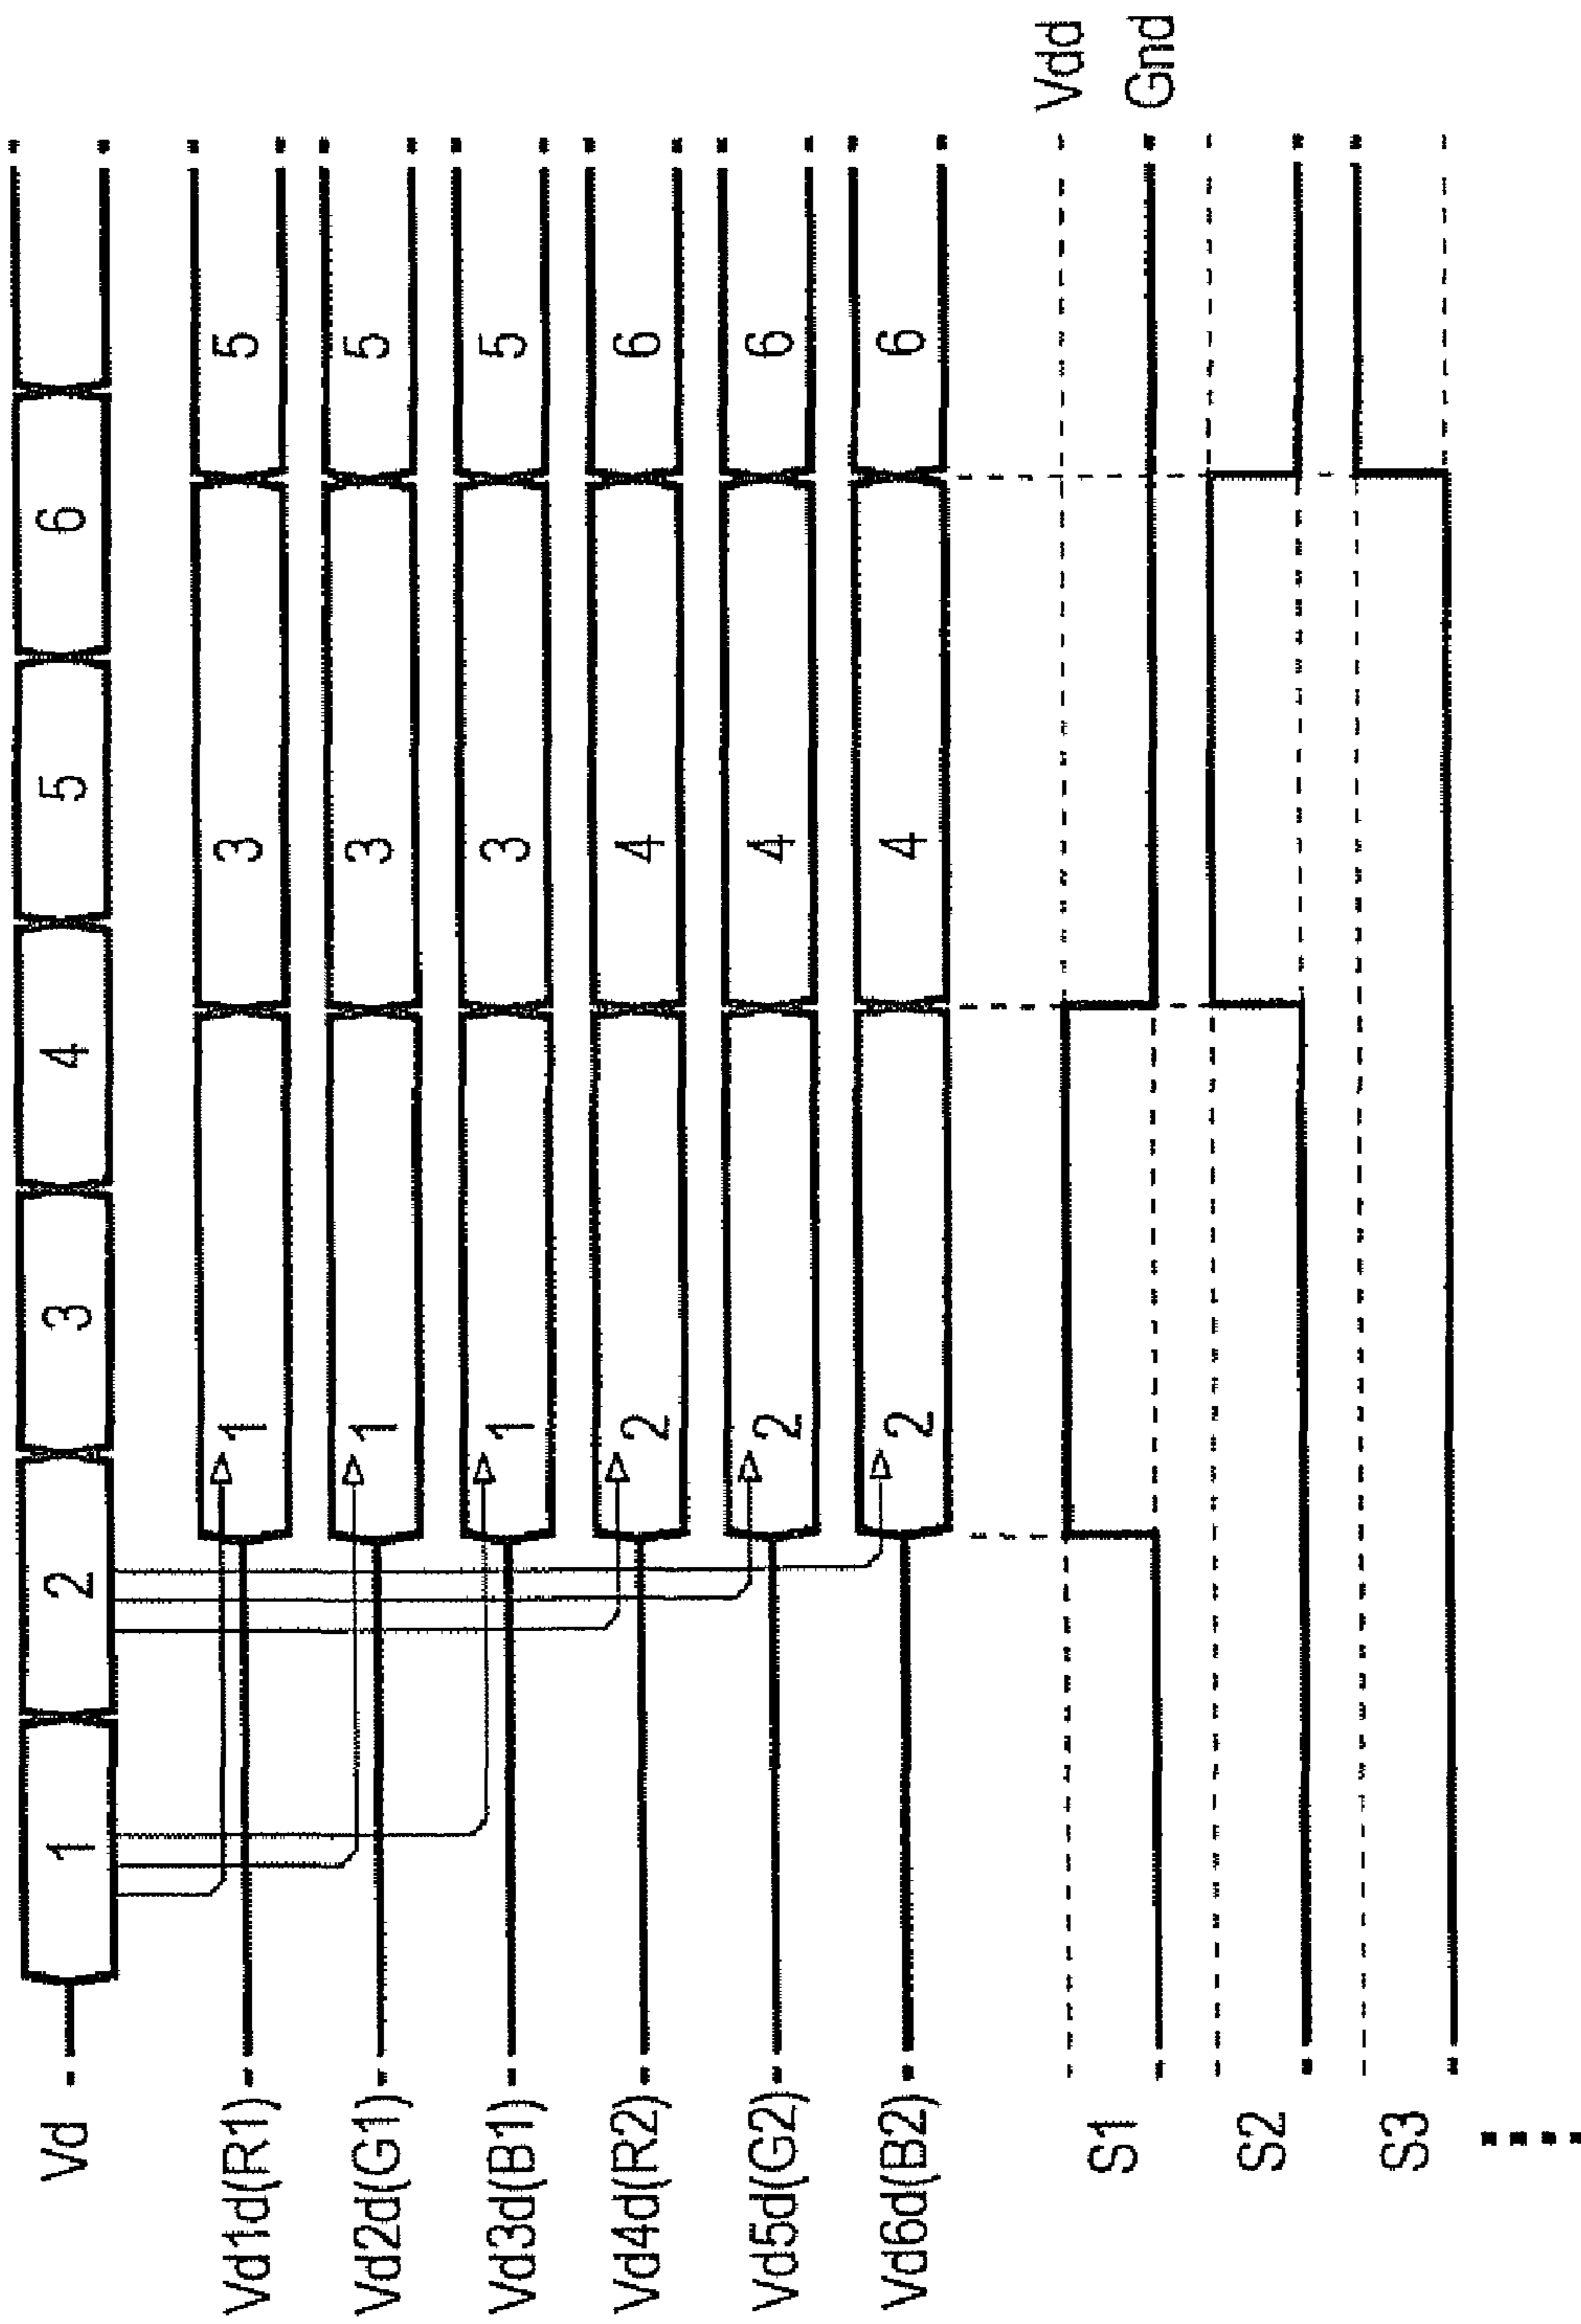 Vd 1 2 3 4 5 6
Vd1d(R1) 1 3 5
Vd2d(G1) 1 3 5
Vd3d(B1) 1 3 5
Vd4d(R2) 2 4 6
Vd5d(G2) 2 4 6
Vd6d(B2) 2 4 6
Vdd
S1
Gnd
S2
S3